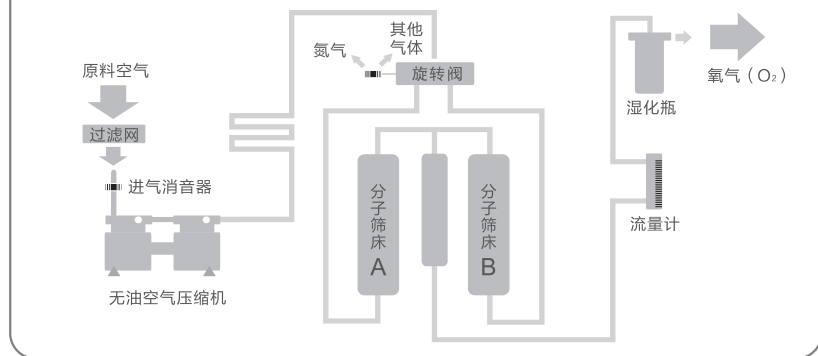 原料空气
过滤网
进气消音器
无油空气压缩机
氮气
其他
气体
旋转阀
分子筛床
A
分子筛床
B
湿化瓶
氧气（O₂）
流量计